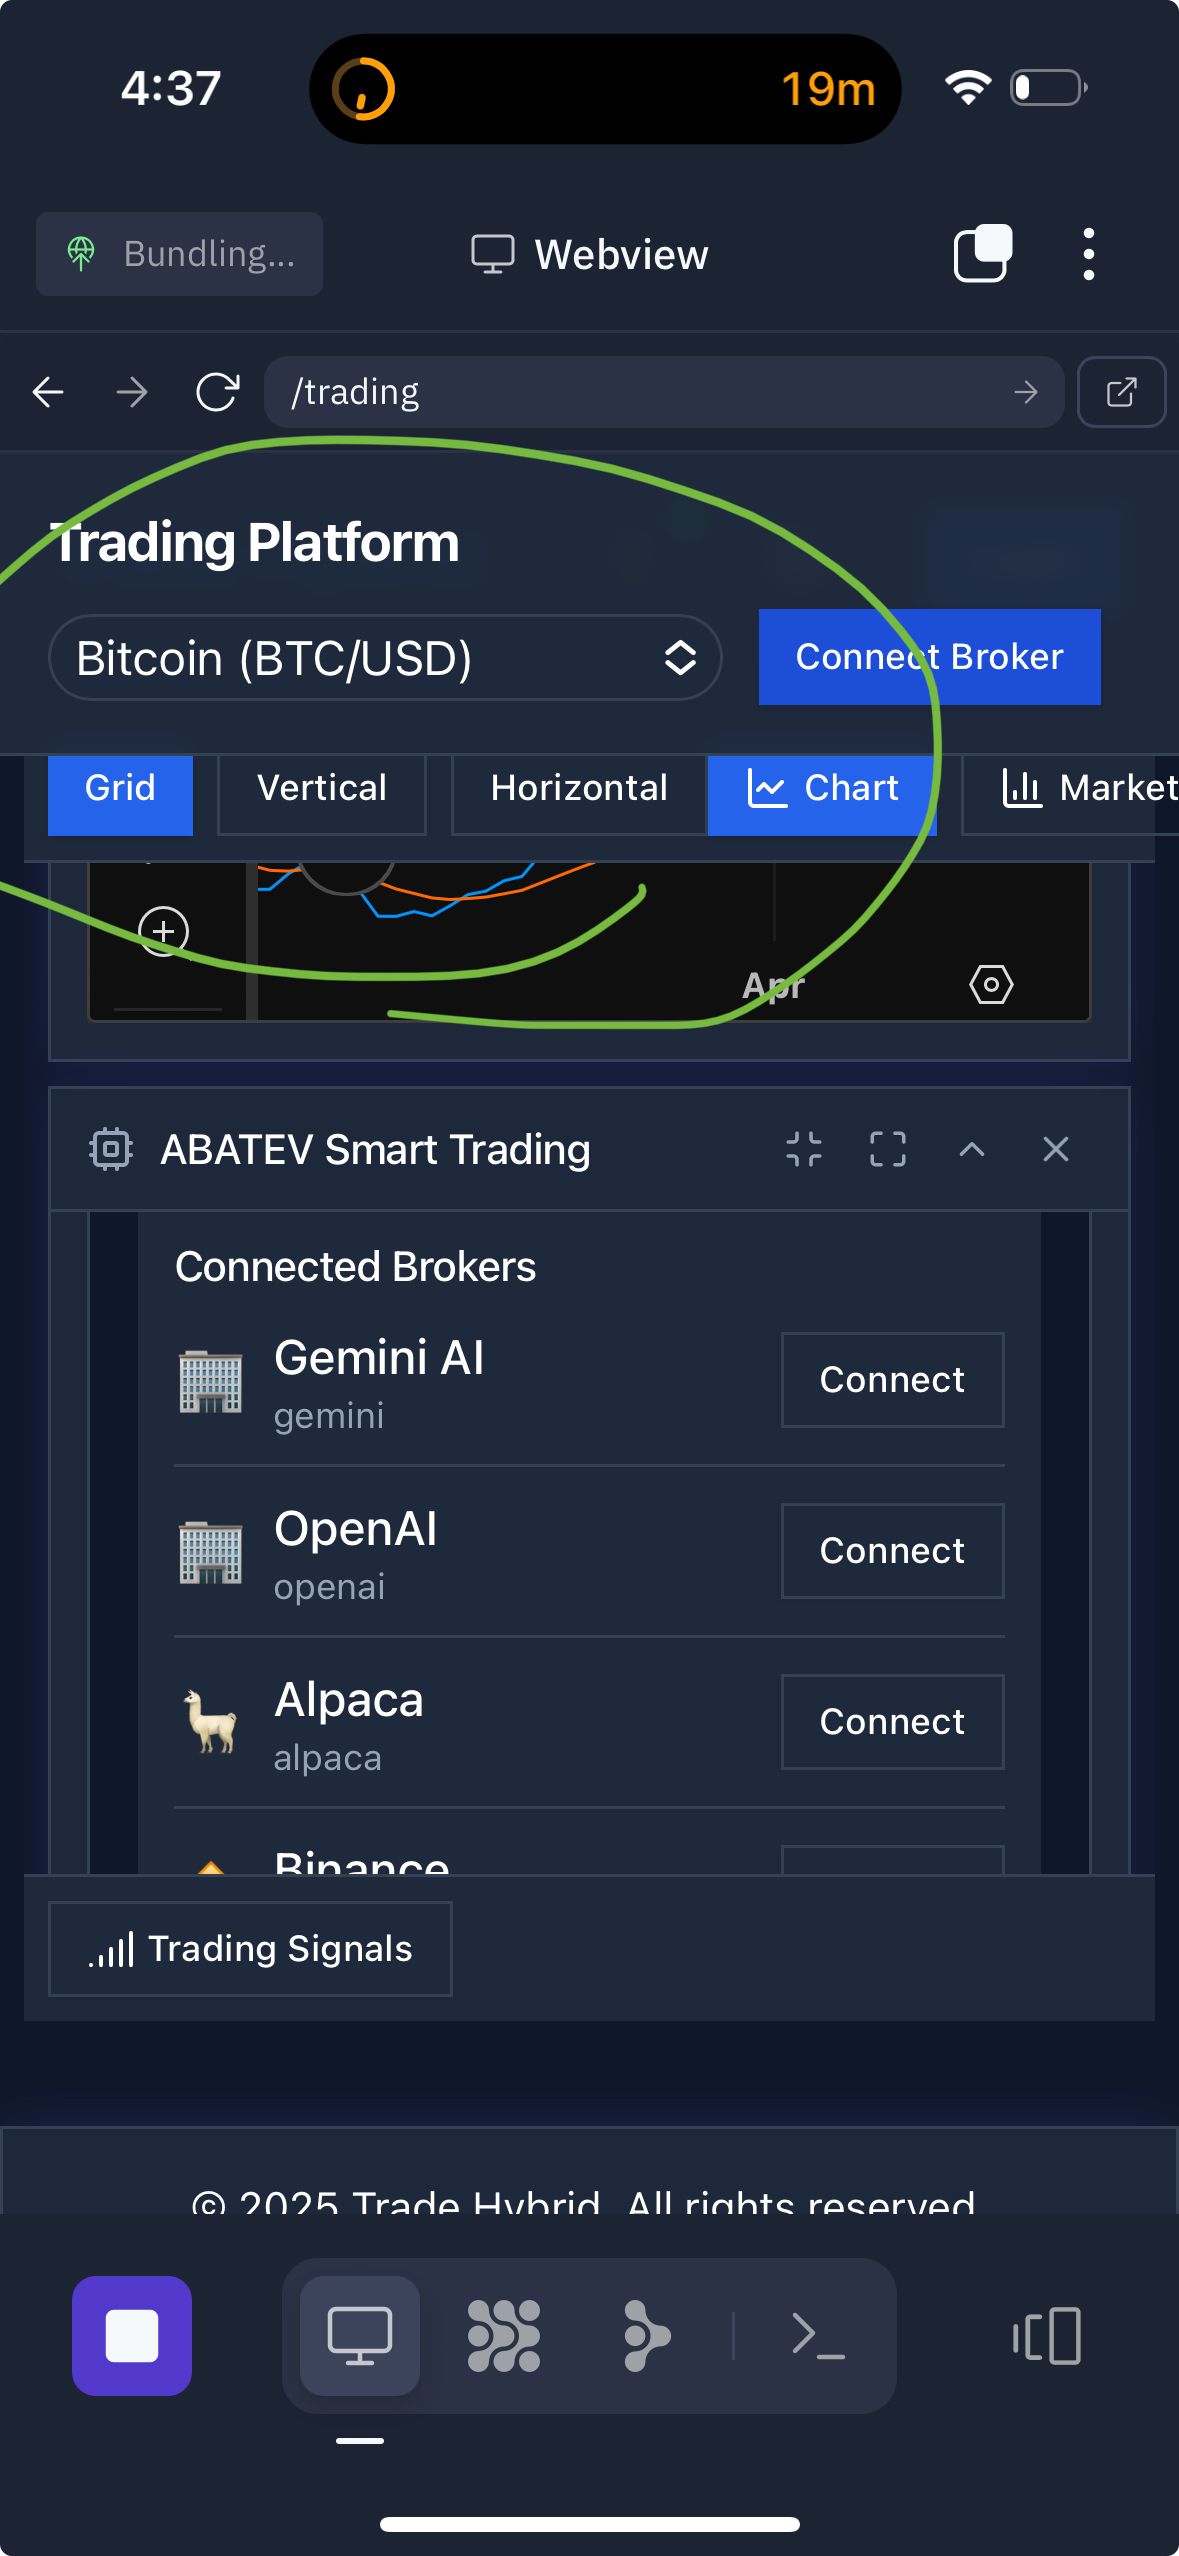 4:37
19m
Bundling...
Webview
/trading
Trading Platform
Bitcoin (BTC/USD)
Connect Broker
Grid
Vertical
Horizontal
Chart
Market
Apr
ABATEV Smart Trading
Connected Brokers
Gemini AI
gemini
Connect
OpenAI
openai
Connect
Alpaca
alpaca
Connect
Binance
Trading Signals
© 2025 Trade Hybrid. All rights reserved.